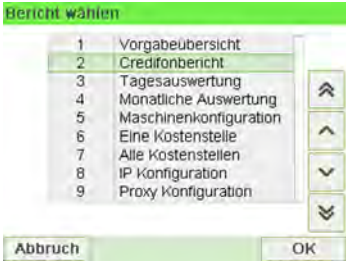 Bericht wählen
1 Vorgabeübersicht
2 Credifonbericht
3 Tagesauswertung
4 Monatliche Auswertung
5 Maschinenkonfiguration
6 Eine Kostenstelle
7 Alle Kostenstellen
8 IP Konfiguration
9 Proxy Konfiguration
Abbruch OK